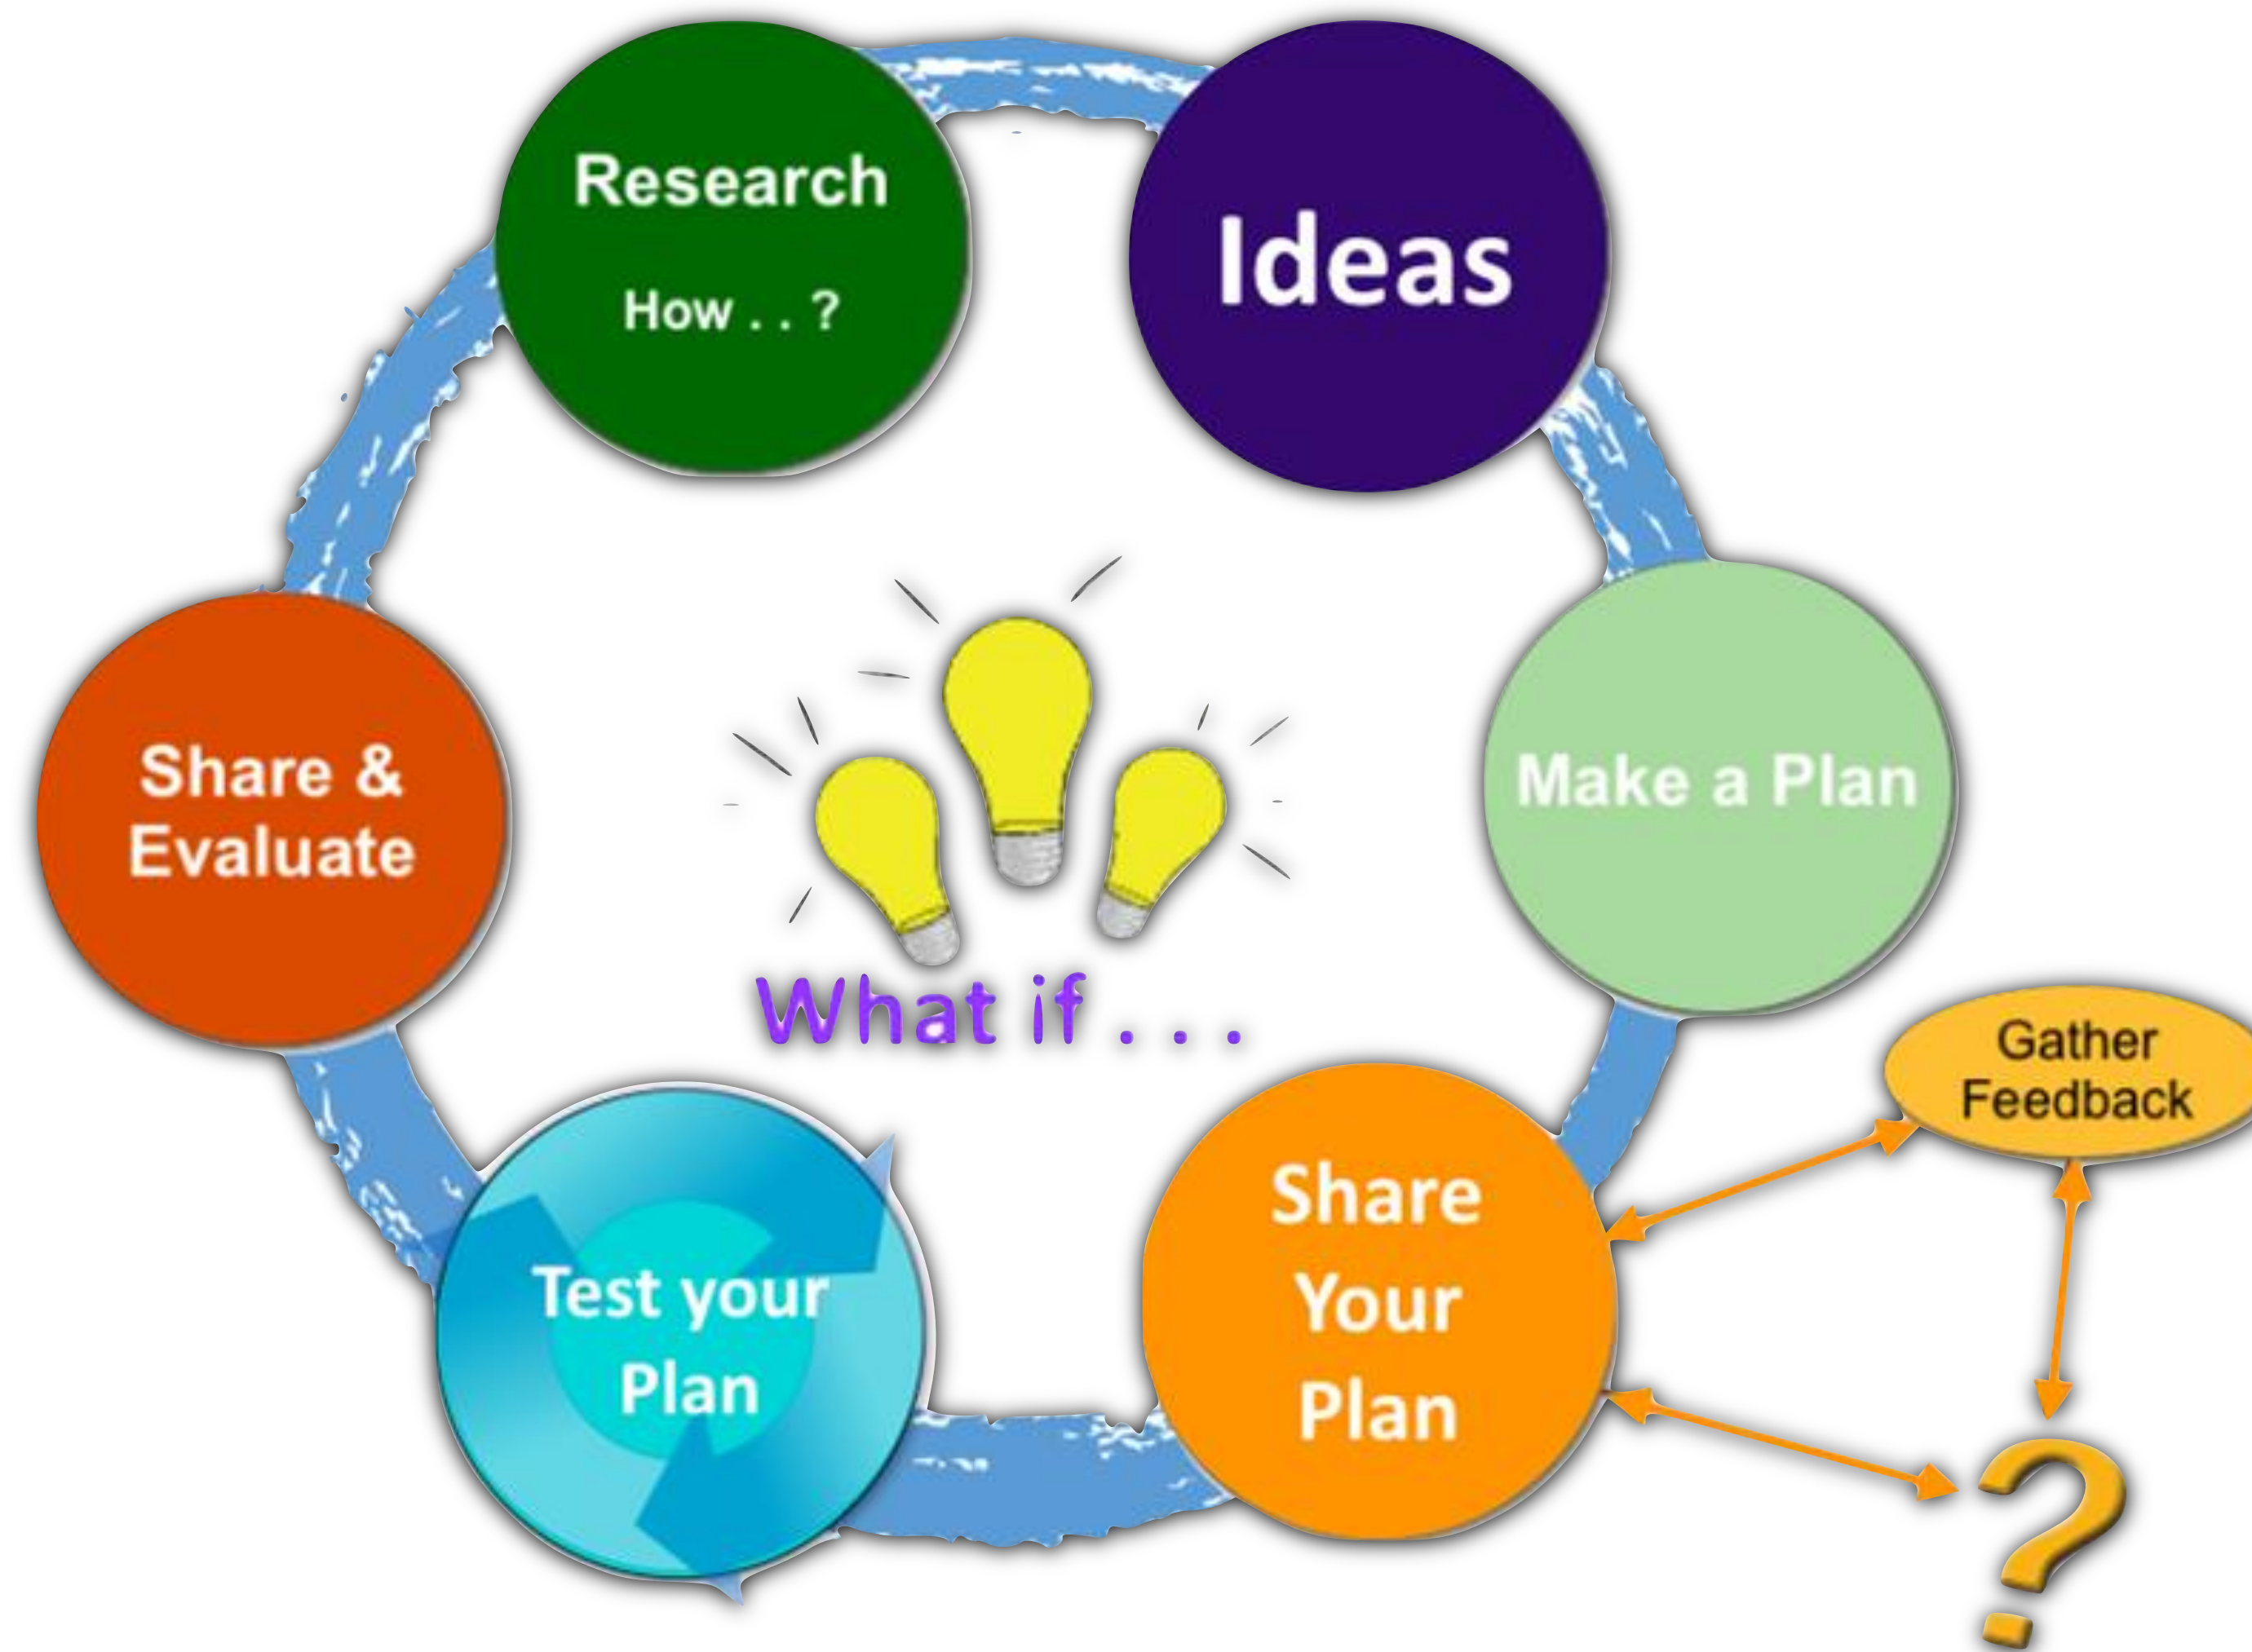 Research
How . . ?
Ideas
Share &
Evaluate
Make a Plan
What if . . .
Gather
Feedback
Test your
Plan
Share
Your
Plan
?